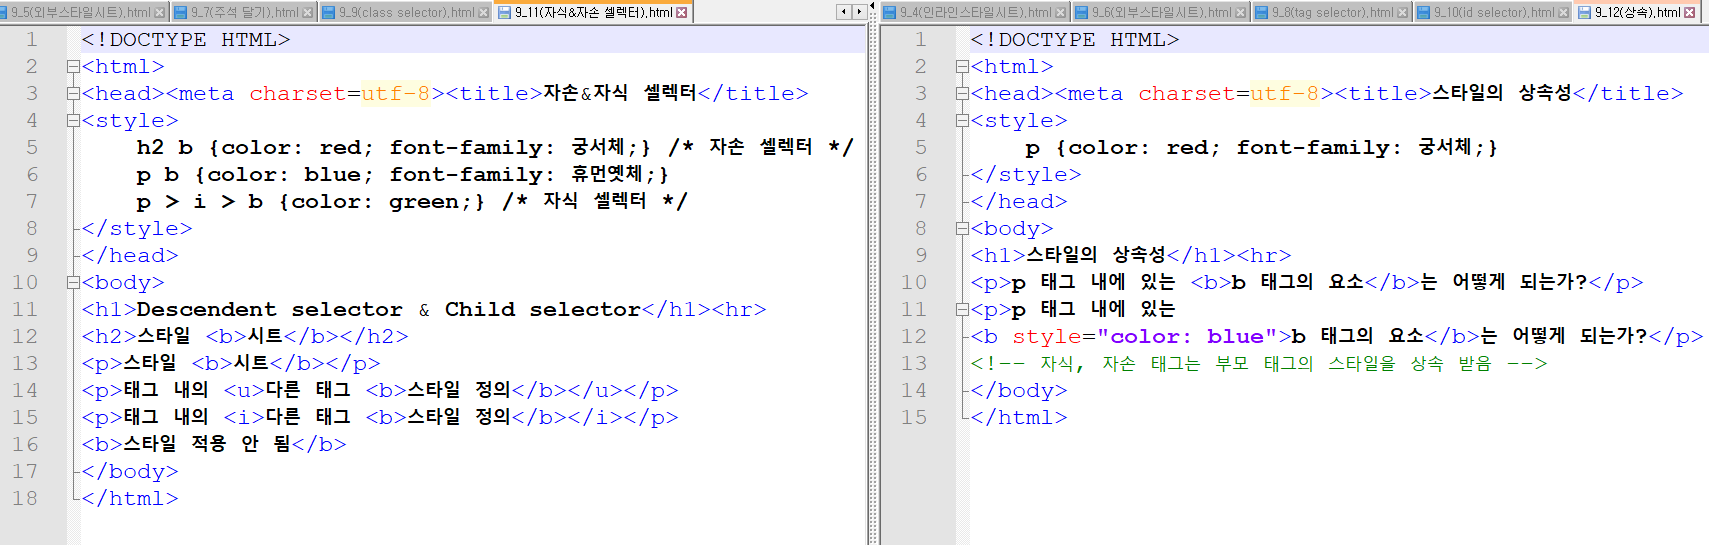 9_5(외부스타일시트).html 9_7(주석 달기).html 9_9(class selector).html 9_11(자식&자손 셀렉터).html
1 <!DOCTYPE HTML>
2 <html>
3 <head><meta charset=utf-8><title>자손&자식 셀렉터</title>
4 <style>
5 h2 b {color: red; font-family: 궁서체;} /* 자손 셀렉터 */
6 p b {color: blue; font-family: 휴먼옛체;}
7 p > i > b {color: green;} /* 자식 셀렉터 */
8 </style>
9 </head>
10 <body>
11 <h1>Descendent selector & Child selector</h1><hr>
12 <h2>스타일 <b>시트</b></h2>
13 <p>스타일 <b>시트</b></p>
14 <p>태그 내의 <u>다른 태그 <b>스타일 정의</b></u></p>
15 <p>태그 내의 <i>다른 태그 <b>스타일 정의</b></i></p>
16 <b>스타일 적용 안 됨</b>
17 </body>
18 </html>
9_4(인라인스타일시트).html 9_6(외부스타일시트).html 9_8(tag selector).html 9_10(id selector).html 9_12(상속).html
1 <!DOCTYPE HTML>
2 <html>
3 <head><meta charset=utf-8><title>스타일의 상속성</title>
4 <style>
5 p {color: red; font-family: 궁서체;}
6 </style>
7 </head>
8 <body>
9 <h1>스타일의 상속성</h1><hr>
10 <p>p 태그 내에 있는 <b>b 태그의 요소</b>는 어떻게 되는가?</p>
11 <p>p 태그 내에 있는
12 <b style="color: blue">b 태그의 요소</b>는 어떻게 되는가?</p>
13 <!-- 자식, 자손 태그는 부모 태그의 스타일을 상속 받음 -->
14 </body>
15 </html>